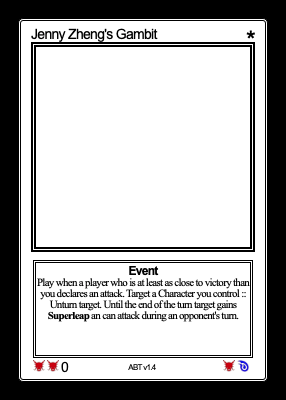 Jenny Zheng's Gambit *
Event
Play when a player who is at least as close to victory than
you declares an attack. Target a Character you control ::
Unturn target. Until the end of the turn target gains
Superleap an can attack during an opponent's turn.
0 ABT v1.4